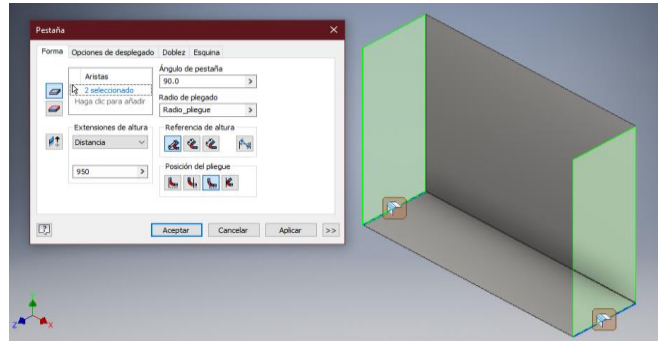 Pestaña
Forma Opciones de desplegado Doblez Esquina
Aristas
2 seleccionado
Haga clic para añadir
Ángulo de pestaña
90.0 >
Radio de plegado
Radio_pliegue >
Extensiones de altura
Distancia
950 >
Referencia de altura
Posición del pliegue
Aceptar Cancelar Aplicar >>
Z X